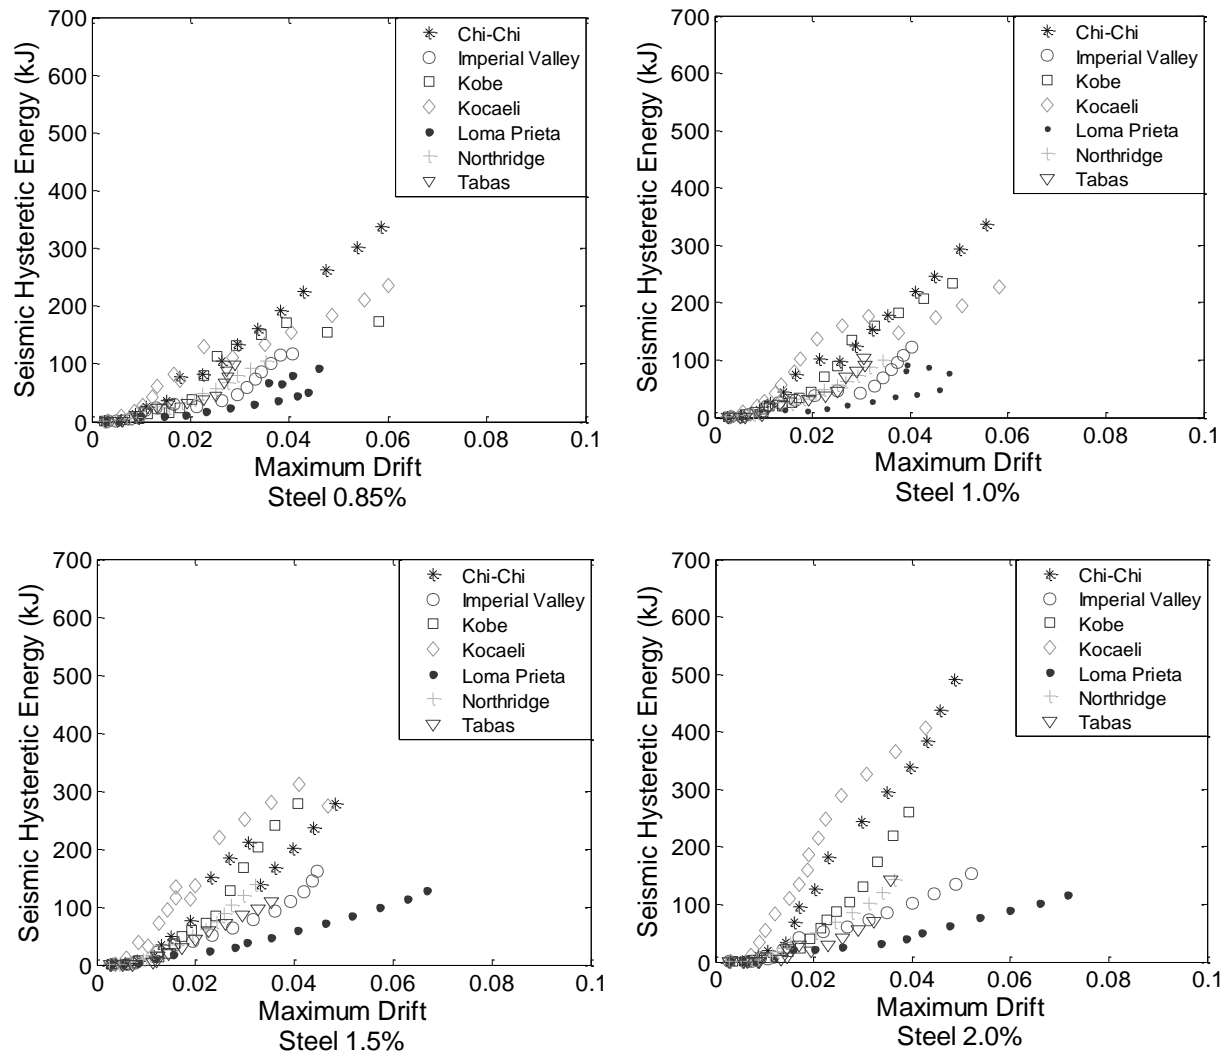 Seismic Hysteretic Energy (kJ)
700
600
500
400
300
200
100
0
0
0.02
0.04
0.06
0.08
0.1
Maximum Drift
Steel 0.85%
Chi-Chi
Imperial Valley
Kobe
Kocaeli
Loma Prieta
Northridge
Tabas
Seismic Hysteretic Energy (kJ)
700
600
500
400
300
200
100
0
0
0.02
0.04
0.06
0.08
0.1
Maximum Drift
Steel 1.0%
Chi-Chi
Imperial Valley
Kobe
Kocaeli
Loma Prieta
Northridge
Tabas
Seismic Hysteretic Energy (kJ)
700
600
500
400
300
200
100
0
0
0.02
0.04
0.06
0.08
0.1
Maximum Drift
Steel 1.5%
Chi-Chi
Imperial Valley
Kobe
Kocaeli
Loma Prieta
Northridge
Tabas
Seismic Hysteretic Energy (kJ)
700
600
500
400
300
200
100
0
0
0.02
0.04
0.06
0.08
0.1
Maximum Drift
Steel 2.0%
Chi-Chi
Imperial Valley
Kobe
Kocaeli
Loma Prieta
Northridge
Tabas